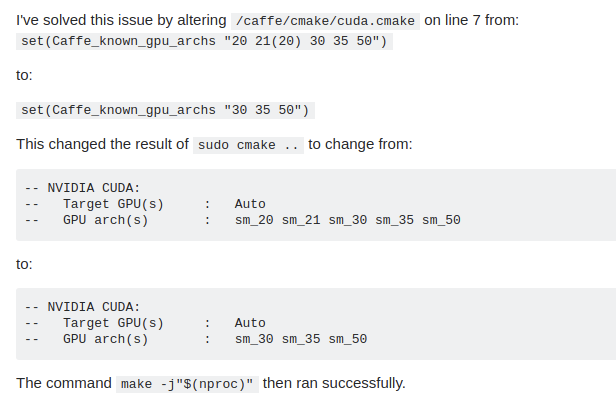 I've solved this issue by altering /caffe/cmake/cuda.cmake on line 7 from:
set(Caffe_known_gpu_archs "20 21(20) 30 35 50")
to:
set(Caffe_known_gpu_archs "30 35 50")
This changed the result of sudo cmake .. to change from:
-- NVIDIA CUDA:
--   Target GPU(s)     :   Auto
--   GPU arch(s)       :   sm_20 sm_21 sm_30 sm_35 sm_50
to:
-- NVIDIA CUDA:
--   Target GPU(s)     :   Auto
--   GPU arch(s)       :   sm_30 sm_35 sm_50
The command make -j"$(nproc)" then ran successfully.